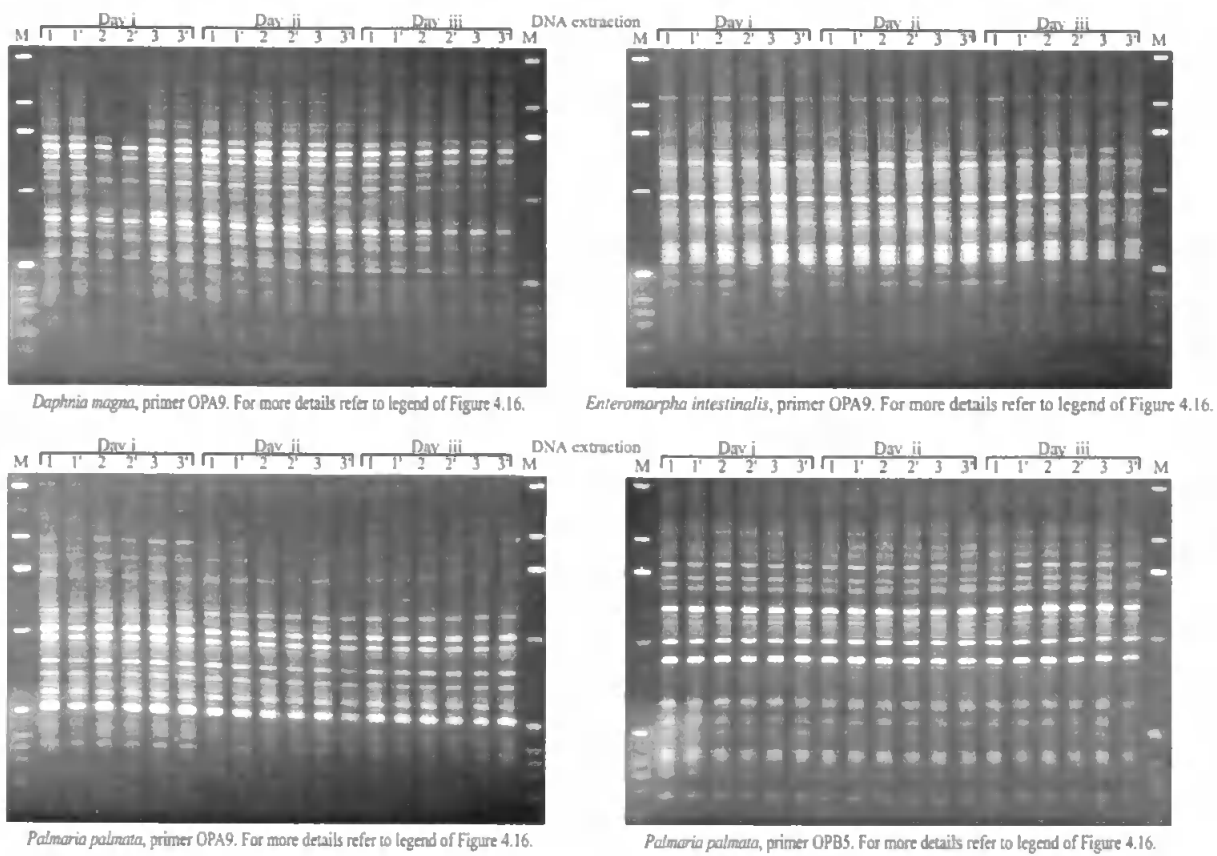 Day i Day ii Day iii DNA extraction Day i Day ii Day iii
M 1 1' 2 2' 3 3' 1 1' 2 2' 3 3' 1 1' 2 2' 3 3' M M 1 1' 2 2' 3 3' 1 1' 2 2' 3 3' 1 1' 2 2' 3 3' M
Daphnia magna, primer OPA9. For more details refer to legend of Figure 4.16.
Enteromorpha intestinalis, primer OPA9. For more details refer to legend of Figure 4.16.
Day i Day ii Day iii DNA extraction Day i Day ii Day iii
M 1 1' 2 2' 3 3' 1 1' 2 2' 3 3' 1 1' 2 2' 3 3' M M 1 1' 2 2' 3 3' 1 1' 2 2' 3 3' 1 1' 2 2' 3 3' M
Palmaria palmata, primer OPA9. For more details refer to legend of Figure 4.16.
Palmaria palmata, primer OPB5. For more details refer to legend of Figure 4.16.